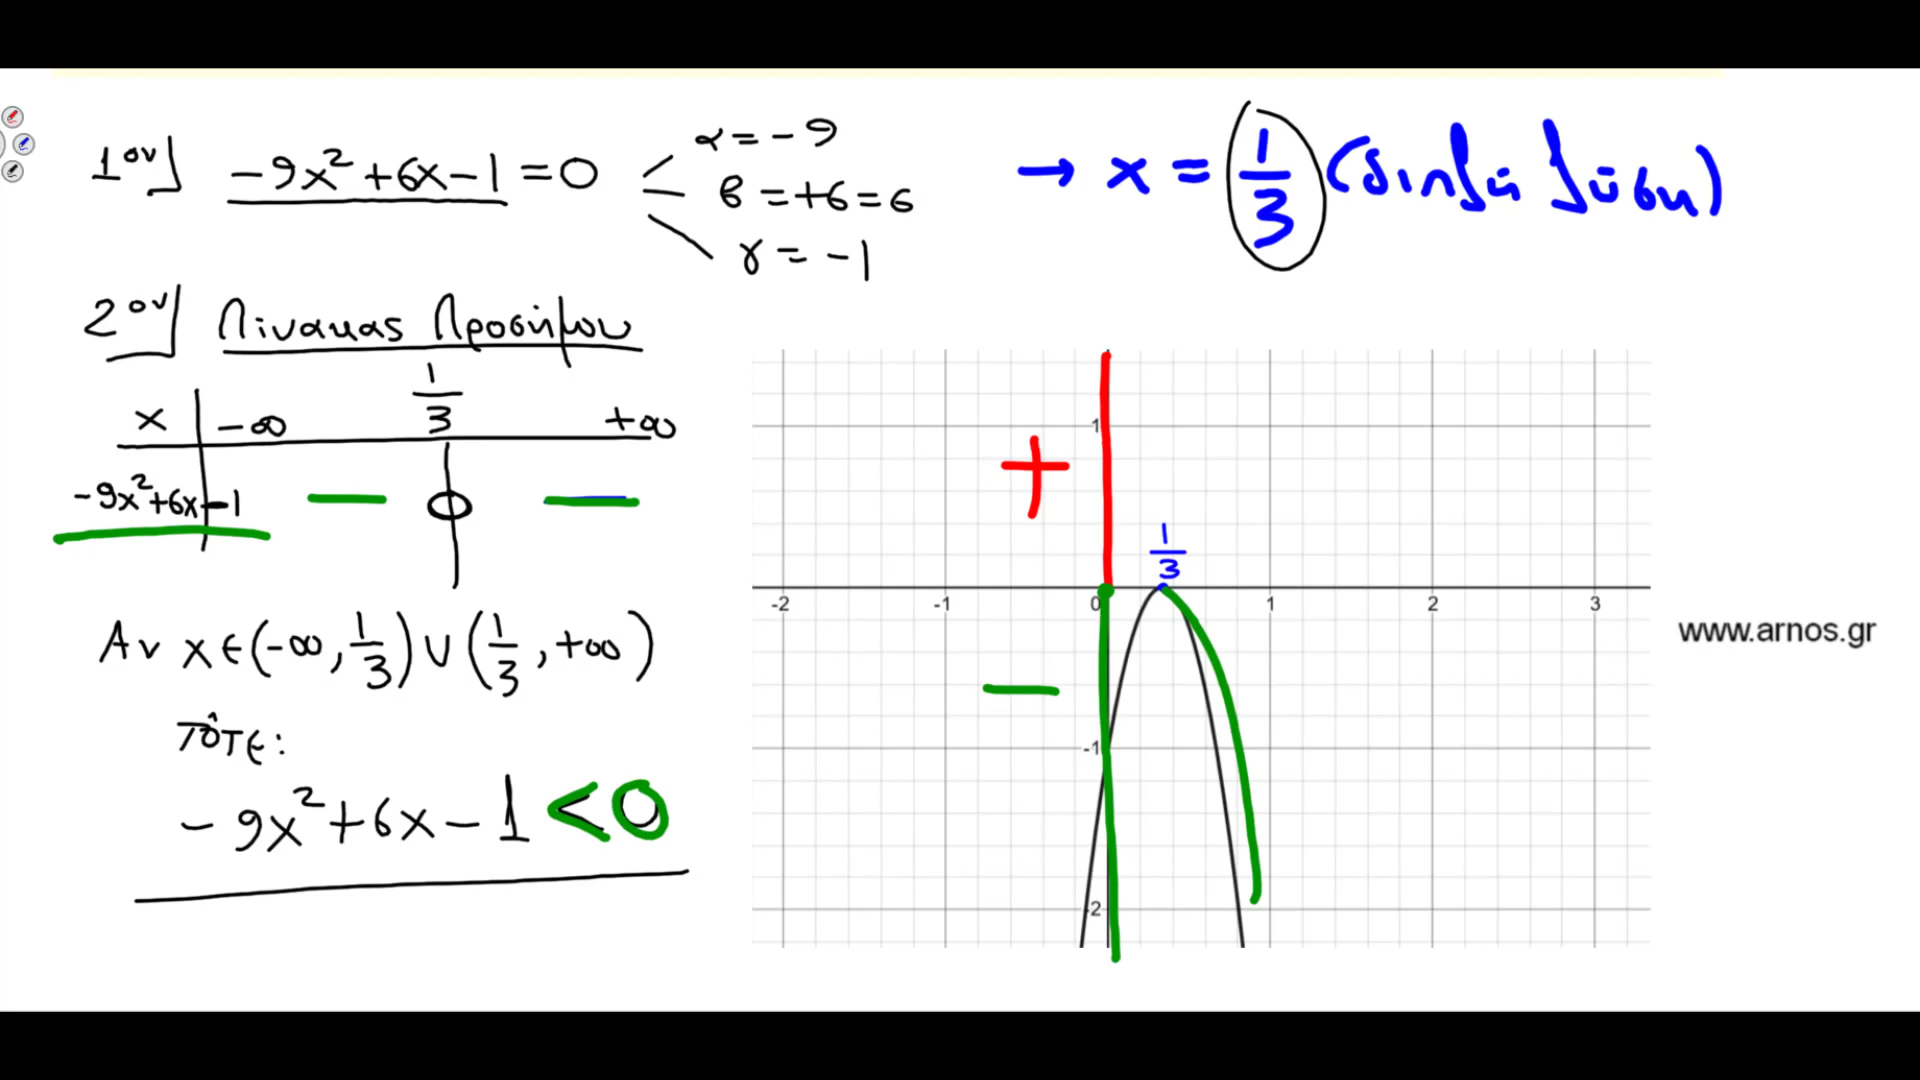 1ον -9x²+6x-1=0
α=-9
β=+6=6
γ=-1
→ x = 1/3 (διπλή λύση)
2ον Πίνακας Προσήμου
x -∞ 1/3 +∞
-9x²+6x-1 — 0 —
Αν x∈(-∞, 1/3)∪(1/3, +∞)
τότε:
-9x²+6x-1<0
+
1
1/3
-2 -1 0 1 2 3
—
-1
-2
www.arnos.gr